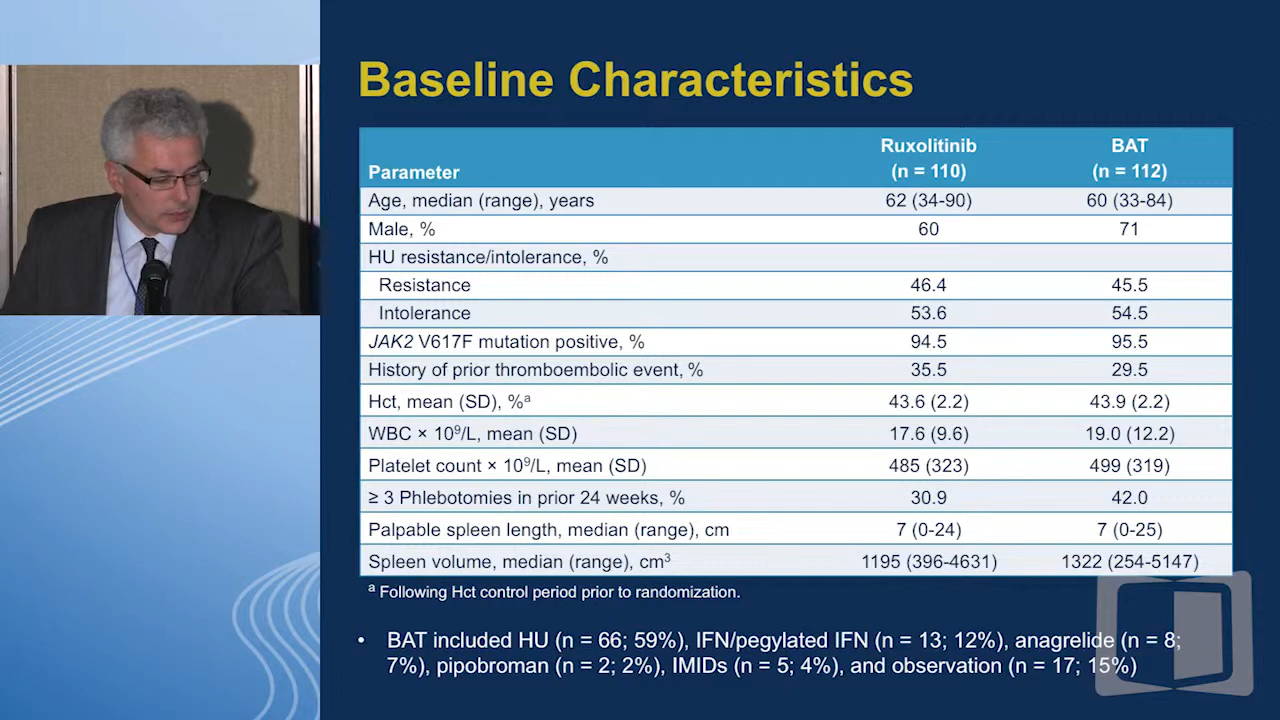 Baseline Characteristics
Parameter Ruxolitinib (n = 110) BAT (n = 112)
Age, median (range), years 62 (34-90) 60 (33-84)
Male, % 60 71
HU resistance/intolerance, %
Resistance 46.4 45.5
Intolerance 53.6 54.5
JAK2 V617F mutation positive, % 94.5 95.5
History of prior thromboembolic event, % 35.5 29.5
Hct, mean (SD), %ᵃ 43.6 (2.2) 43.9 (2.2)
WBC × 10⁹/L, mean (SD) 17.6 (9.6) 19.0 (12.2)
Platelet count × 10⁹/L, mean (SD) 485 (323) 499 (319)
≥ 3 Phlebotomies in prior 24 weeks, % 30.9 42.0
Palpable spleen length, median (range), cm 7 (0-24) 7 (0-25)
Spleen volume, median (range), cm³ 1195 (396-4631) 1322 (254-5147)
ᵃ Following Hct control period prior to randomization.
• BAT included HU (n = 66; 59%), IFN/pegylated IFN (n = 13; 12%), anagrelide (n = 8;
7%), pipobroman (n = 2; 2%), IMIDs (n = 5; 4%), and observation (n = 17; 15%)